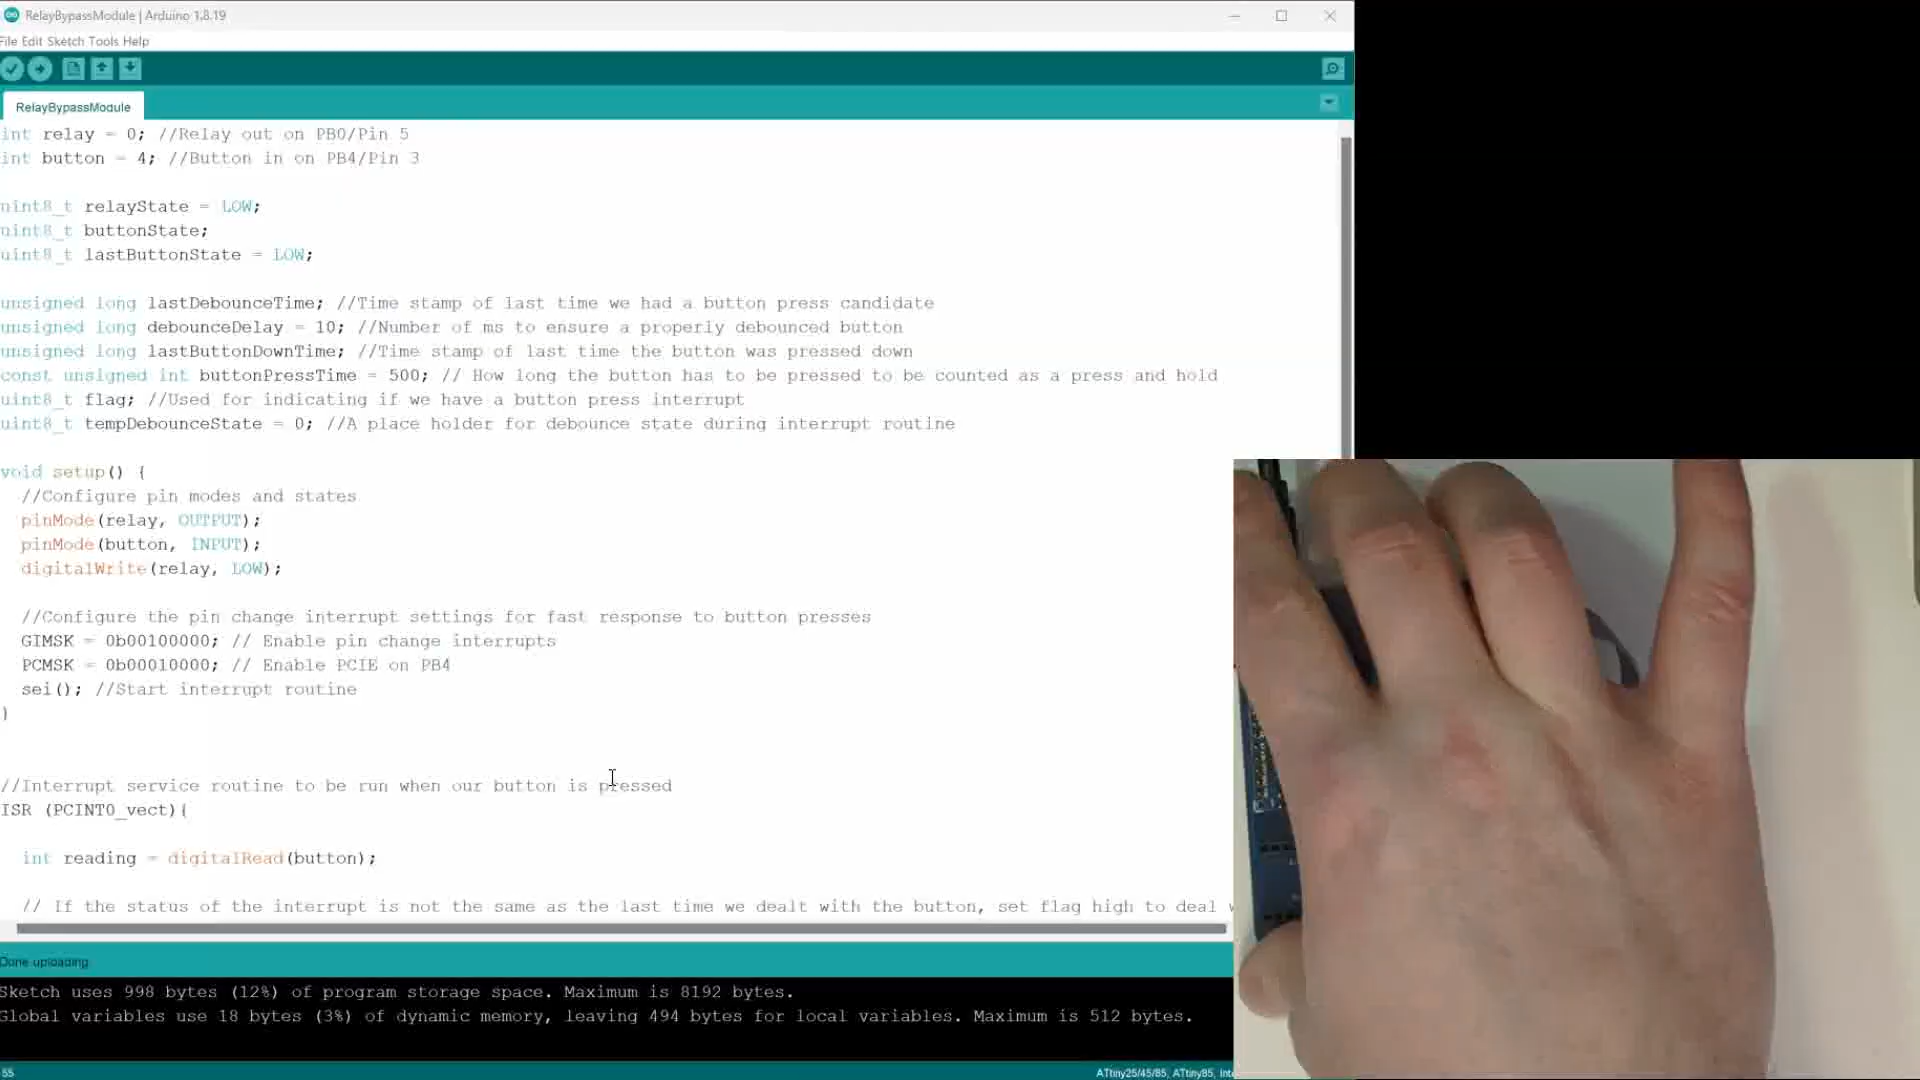 RelayBypassModule | Arduino 1.8.19
File Edit Sketch Tools Help
RelayBypassModule
int relay = 0; //Relay out on PB0/Pin 5
int button = 4; //Button in on PB4/Pin 3
uint8_t relayState = LOW;
uint8_t buttonState;
uint8_t lastButtonState = LOW;
unsigned long lastDebounceTime; //Time stamp of last time we had a button press candidate
unsigned long debounceDelay = 10; //Number of ms to ensure a properly debounced button
unsigned long lastButtonDownTime; //Time stamp of last time the button was pressed down
const unsigned int buttonPressTime = 500; // How long the button has to be pressed to be counted as a press and hold
uint8_t flag; //Used for indicating if we have a button press interrupt
uint8_t tempDebounceState = 0; //A place holder for debounce state during interrupt routine
void setup() {
//Configure pin modes and states
pinMode(relay, OUTPUT);
pinMode(button, INPUT);
digitalWrite(relay, LOW);
//Configure the pin change interrupt settings for fast response to button presses
GIMSK = 0b00100000; // Enable pin change interrupts
PCMSK = 0b00010000; // Enable PCIE on PB4
sei(); //Start interrupt routine
}
//Interrupt service routine to be run when our button is pressed
ISR (PCINT0_vect){
int reading = digitalRead(button);
// If the status of the interrupt is not the same as the last time we dealt with the button, set flag high to deal
Done uploading.
Sketch uses 998 bytes (12%) of program storage space. Maximum is 8192 bytes.
Global variables use 18 bytes (3%) of dynamic memory, leaving 494 bytes for local variables. Maximum is 512 bytes.
55
ATtiny25/45/85, ATtiny85,